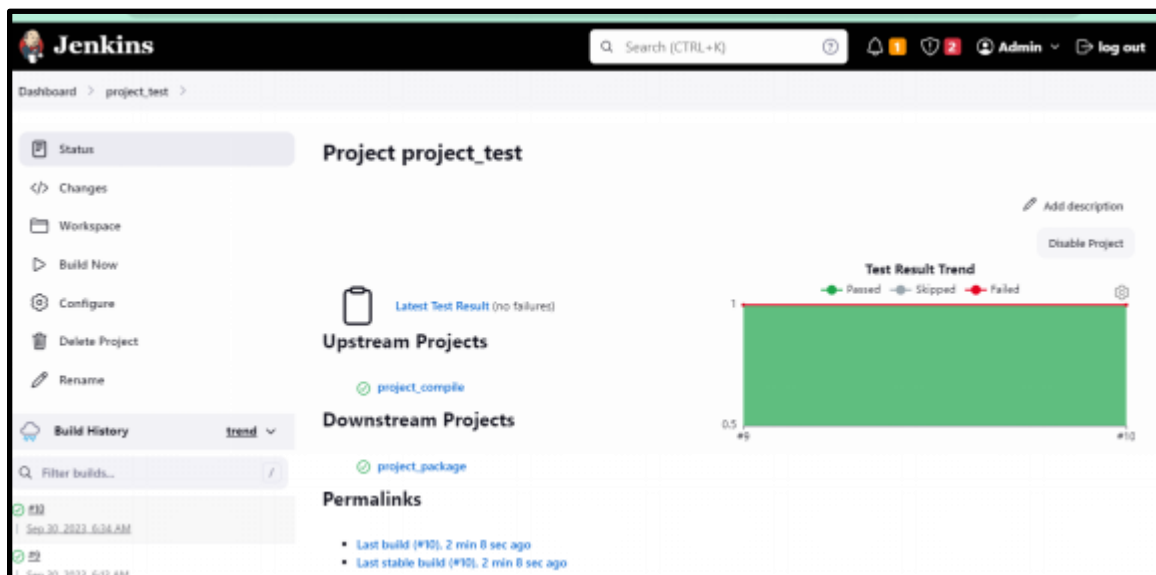 Jenkins
Search (CTRL+K)
1
2
Admin
log out
Dashboard > project_test >
Status
Changes
Workspace
Build Now
Configure
Delete Project
Rename
Build History
trend
Filter builds...
/
#10
Sep 30, 2023, 6:34 AM
#9
Sep 30, 2023,
Project project_test
Add description
Disable Project
Latest Test Result (no failures)
Upstream Projects
project_compile
Downstream Projects
project_package
Permalinks
Last build (#10), 2 min 8 sec ago
Last stable build (#10), 2 min 8 sec ago
Test Result Trend
Passed Skipped Failed
1
0.5
#9 #10